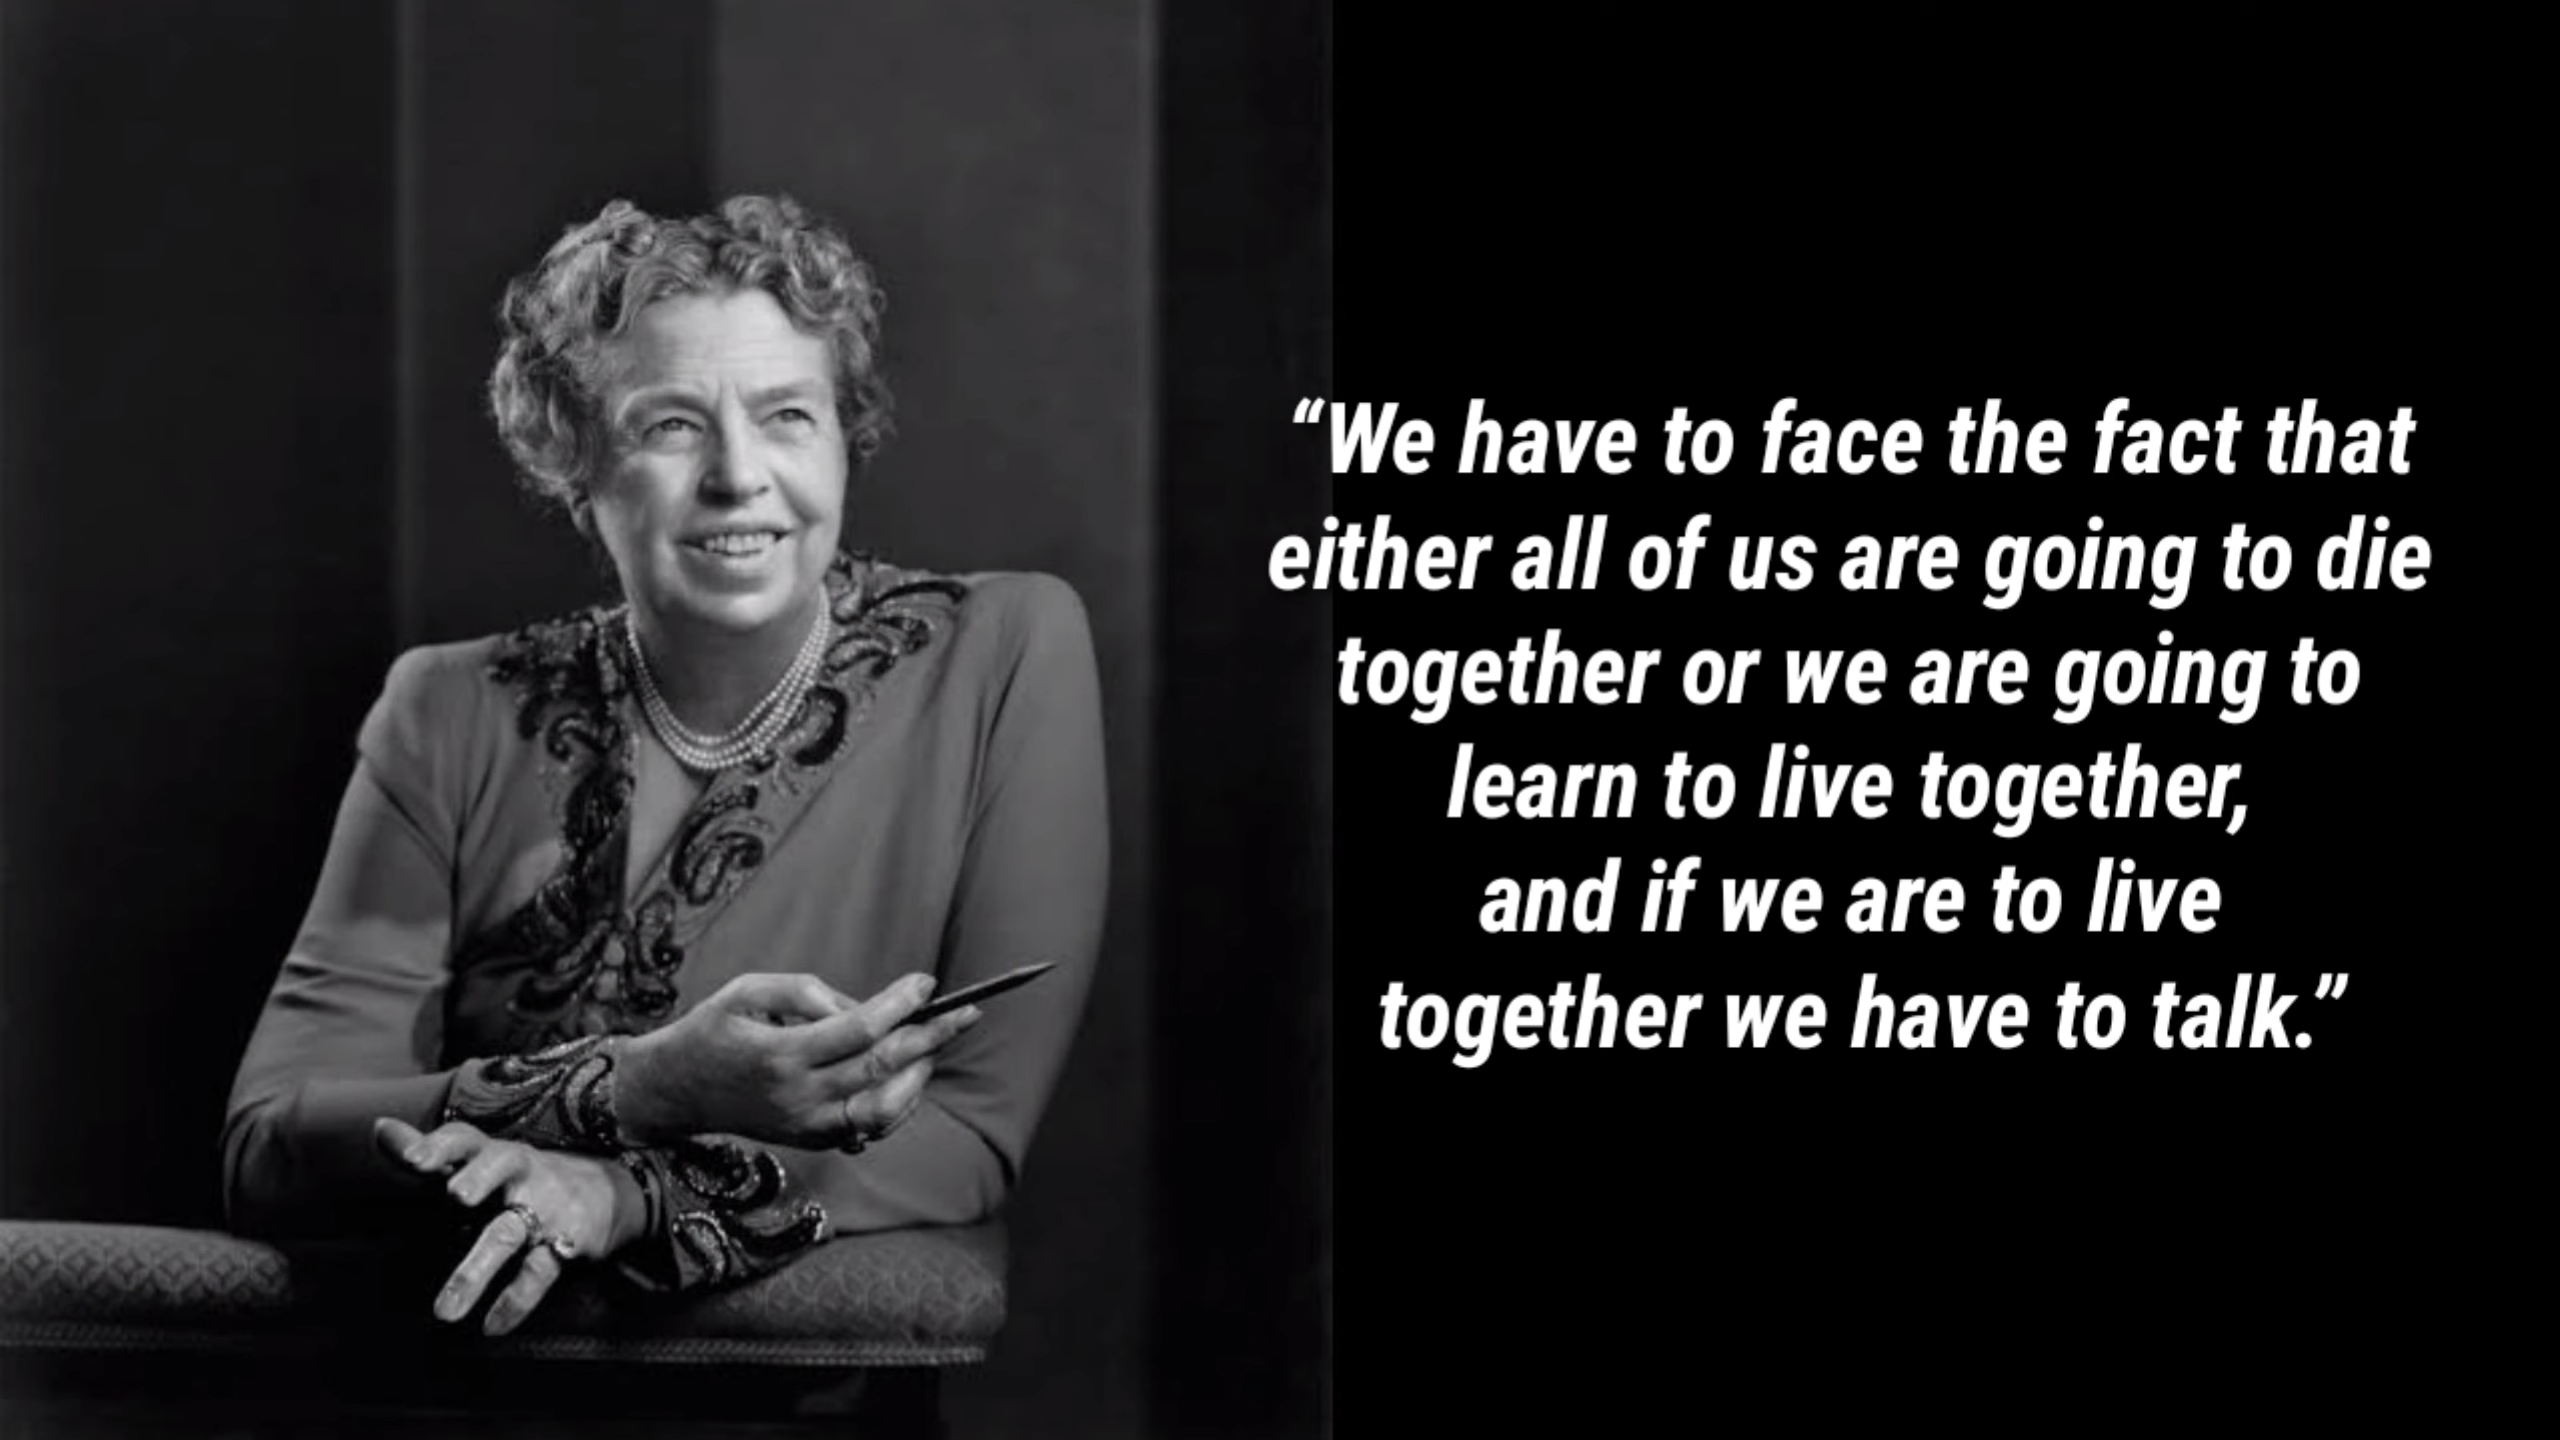 “We have to face the fact that
either all of us are going to die
together or we are going to
learn to live together,
and if we are to live
together we have to talk.”